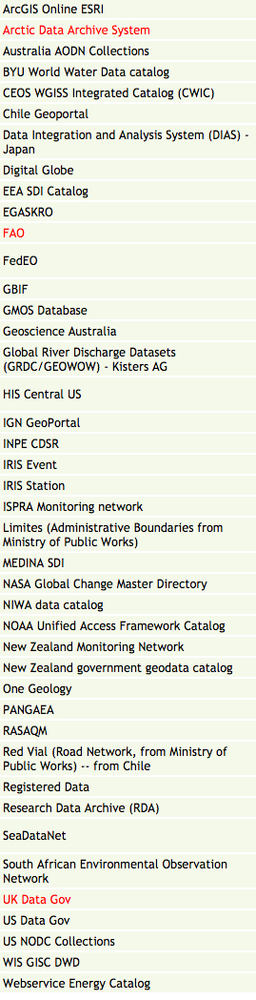 ArcGIS Online ESRI
Arctic Data Archive System
Australia AODN Collections
BYU World Water Data catalog
CEOS WGISS Integrated Catalog (CWIC)
Chile Geoportal
Data Integration and Analysis System (DIAS) -
Japan
Digital Globe
EEA SDI Catalog
EGASKRO
FAO
FedEO
GBIF
GMOS Database
Geoscience Australia
Global River Discharge Datasets
(GRDC/GEOWOW) - Kisters AG
HIS Central US
IGN GeoPortal
INPE CDSR
IRIS Event
IRIS Station
ISPRA Monitoring network
Limites (Administrative Boundaries from
Ministry of Public Works)
MEDINA SDI
NASA Global Change Master Directory
NIWA data catalog
NOAA Unified Access Framework Catalog
New Zealand Monitoring Network
New Zealand government geodata catalog
One Geology
PANGAEA
RASAQM
Red Vial (Road Network, from Ministry of
Public Works) -- from Chile
Registered Data
Research Data Archive (RDA)
SeaDataNet
South African Environmental Observation
Network
UK Data Gov
US Data Gov
US NODC Collections
WIS GISC DWD
Webservice Energy Catalog